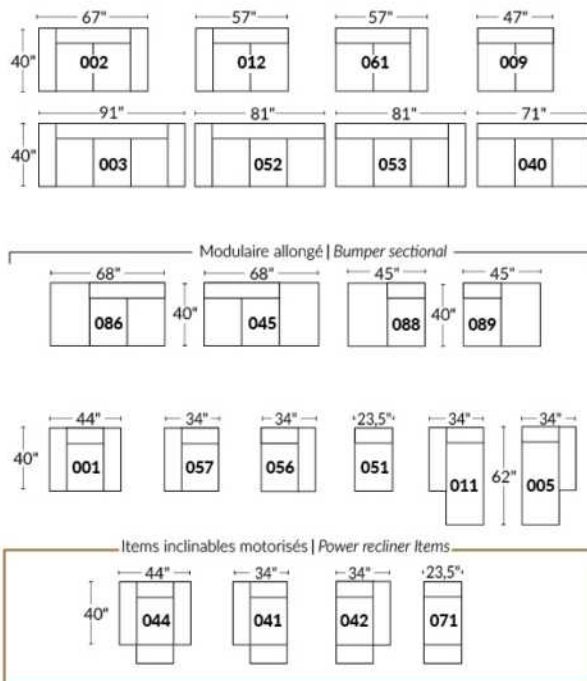 67" 57" 57" 47"
40" 002 012 061 009
91" 81" 81" 71"
40" 003 052 053 040
Modulaire allongé | Bumper sectional
68" 68" 45" 45"
086 40" 045 088 40" 089
44" 34" 34" 23,5" 34" 34"
40" 001 057 056 051 011 62" 005
Items inclinables motorisés | Power recliner Items
44" 34" 34" 23,5"
40" 044 041 042 071